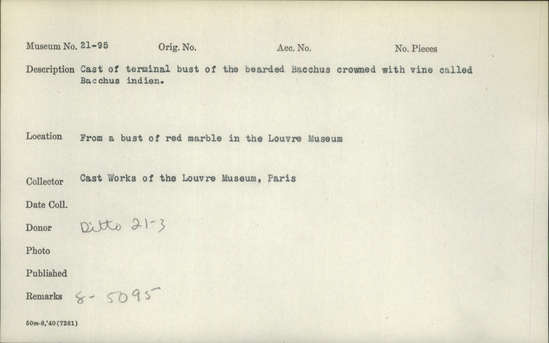 Museum No. 21-95 Orig. No. Acc. No. No. Pieces
Description Cast of terminal bust of the bearded Bacchus crowned with vine called
Bacchus indien.
Location From a bust of red marble in the Louvre Museum
Collector Cast Works of the Louvre Museum, Paris
Date Coll.
Donor Ditto 21-3
Photo
Published
Remarks 8-5095
50m-8,'40(7281)